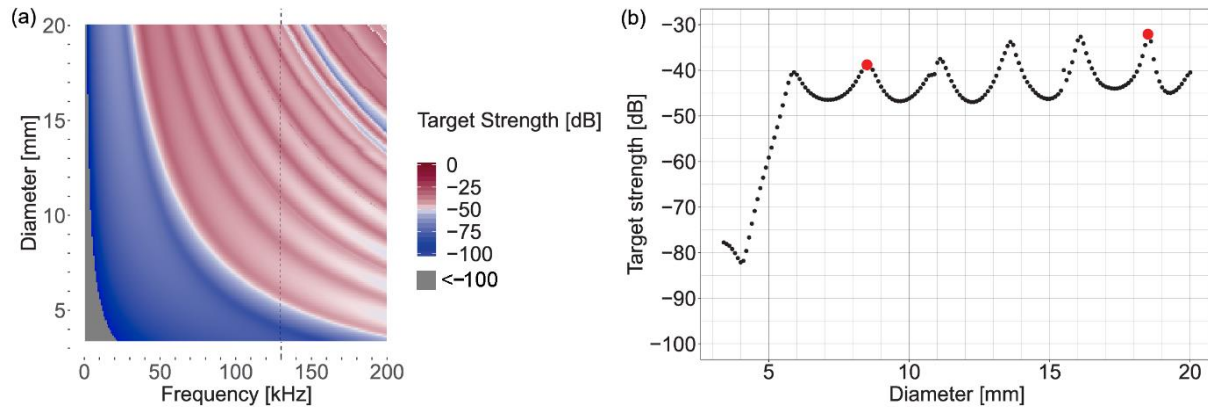 (a)
20
15
10
5
Diameter [mm]
0 50 100 150 200
Frequency [kHz]
Target Strength [dB]
0
−25
−50
−75
−100
<−100
(b)
−30
−40
−50
−60
−70
−80
−90
−100
Target strength [dB]
5 10 15 20
Diameter [mm]